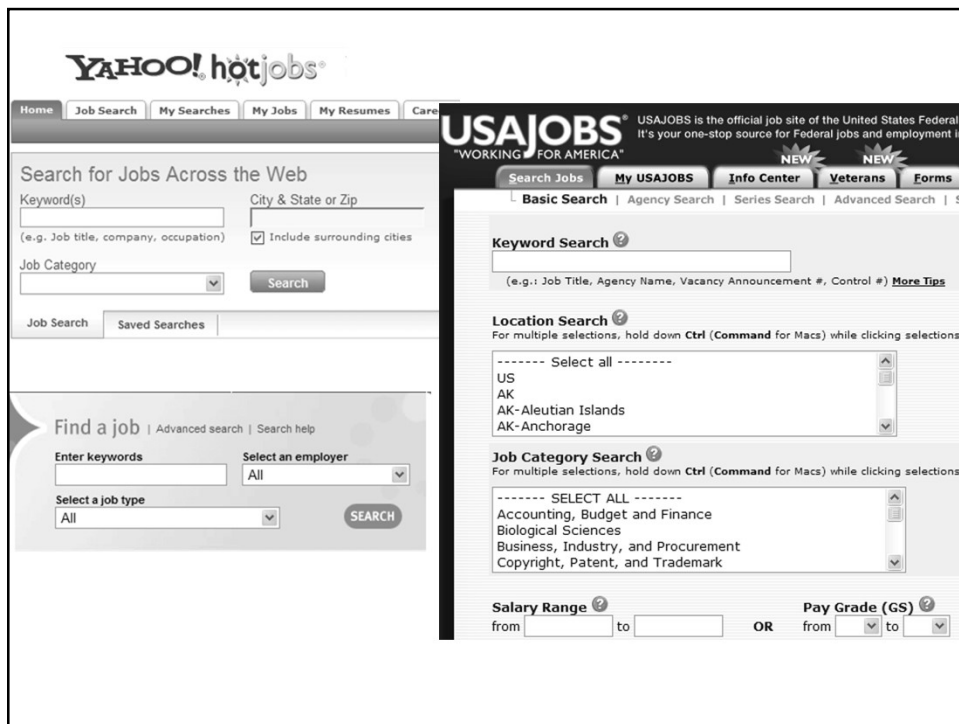 YAHOO! hotjobs
Home Job Search My Searches My Jobs My Resumes Care
Search for Jobs Across the Web
Keyword(s) City & State or Zip
(e.g. Job title, company, occupation) Include surrounding cities
Job Category
Search
Job Search Saved Searches
Find a job | Advanced search | Search help
Enter keywords Select an employer
All
Select a job type
All SEARCH
USAJOBS® USAJOBS is the official job site of the United States Federal
It's your one-stop source for Federal jobs and employment i
"WORKING FOR AMERICA"
NEW NEW
Search Jobs My USAJOBS Info Center Veterans Forms
Basic Search | Agency Search | Series Search | Advanced Search | S
Keyword Search ?
(e.g.: Job Title, Agency Name, Vacancy Announcement #, Control #) More Tips
Location Search ?
For multiple selections, hold down Ctrl (Command for Macs) while clicking selections
------- Select all --------
US
AK
AK-Aleutian Islands
AK-Anchorage
Job Category Search ?
For multiple selections, hold down Ctrl (Command for Macs) while clicking selections
------- SELECT ALL -------
Accounting, Budget and Finance
Biological Sciences
Business, Industry, and Procurement
Copyright, Patent, and Trademark
Salary Range ? Pay Grade (GS) ?
from to OR from to